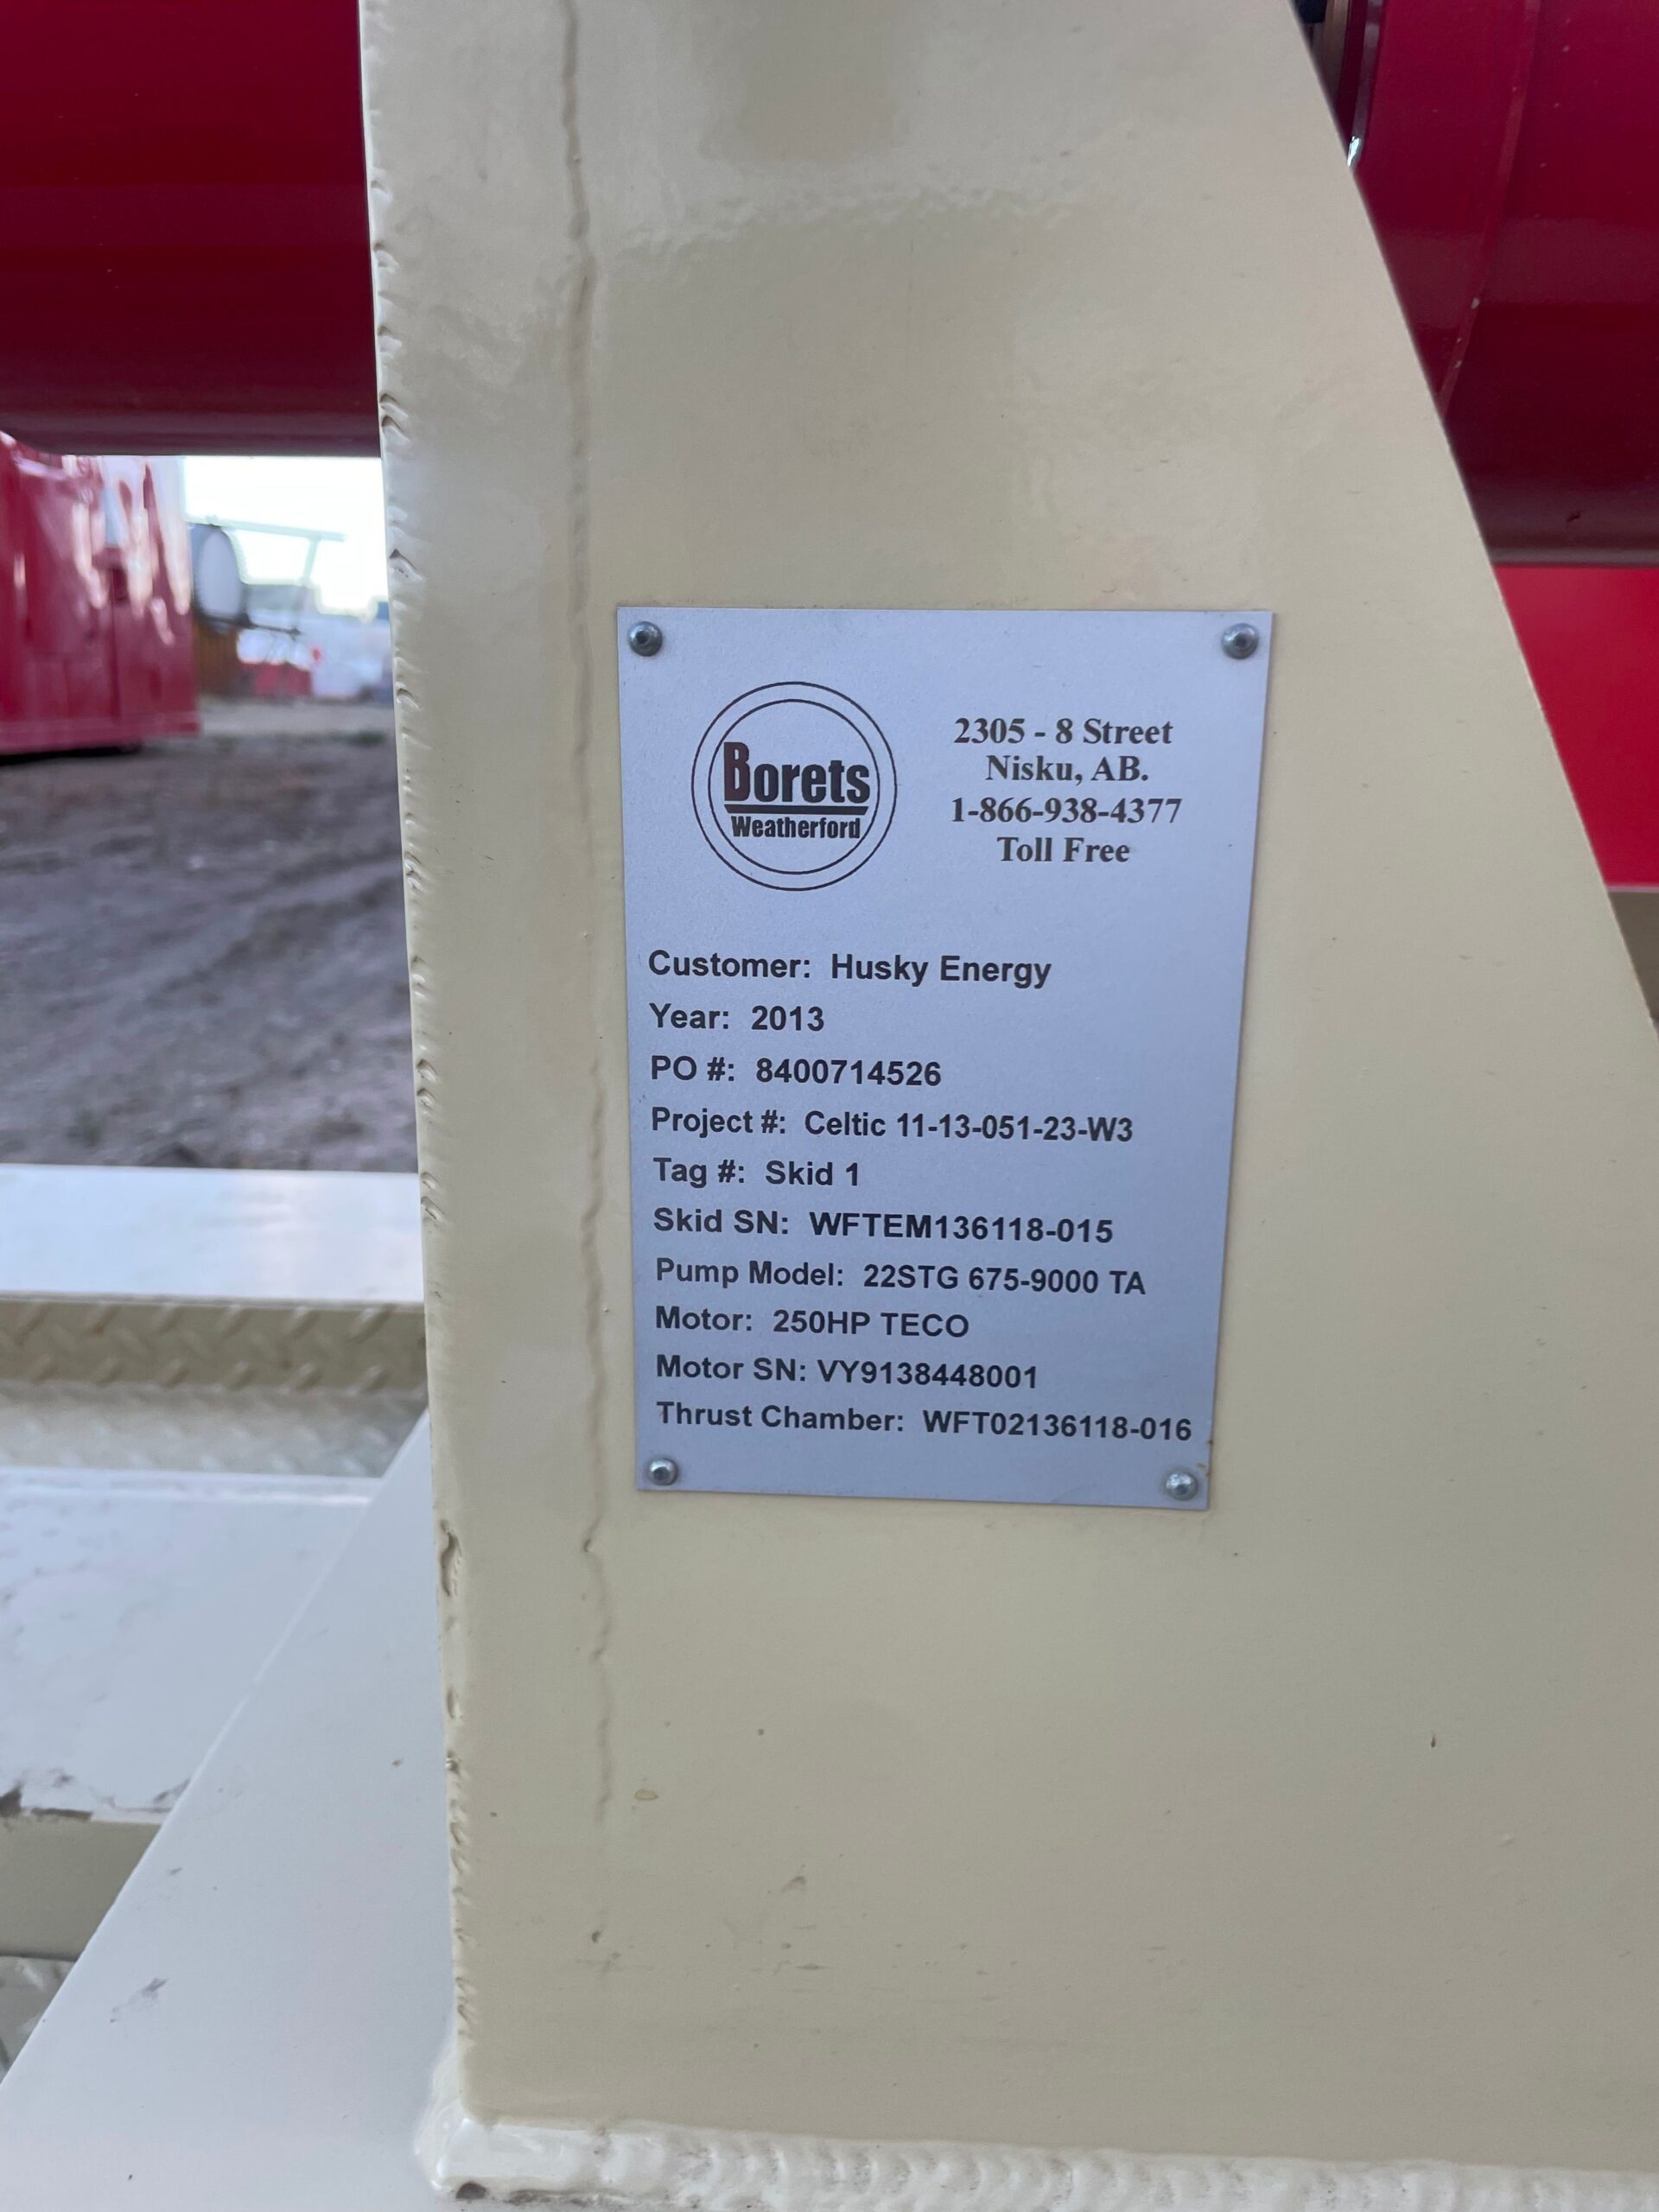 Borets
Weatherford
2305 - 8 Street
Nisku, AB.
1-866-938-4377
Toll Free
Customer: Husky Energy
Year: 2013
PO #: 8400714526
Project #: Celtic 11-13-051-23-W3
Tag #: Skid 1
Skid SN: WFTEM136118-015
Pump Model: 22STG 675-9000 TA
Motor: 250HP TECO
Motor SN: VY9138448001
Thrust Chamber: WFT02136118-016